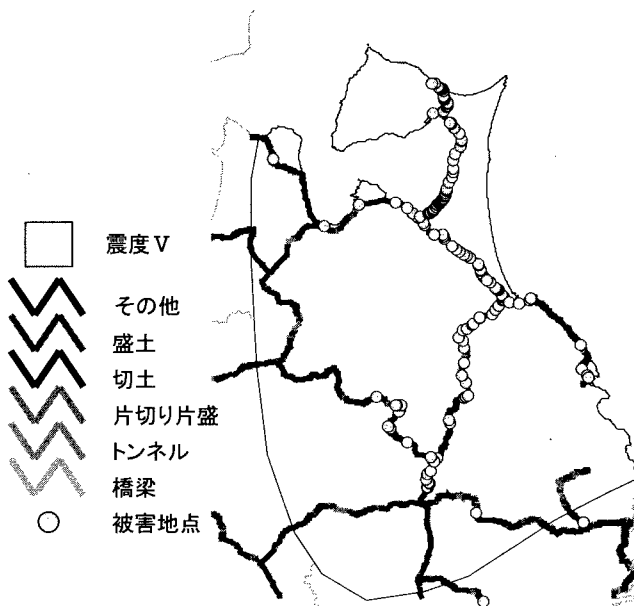 震度Ⅴ
その他
盛土
切土
片切り片盛
トンネル
橋梁
被害地点